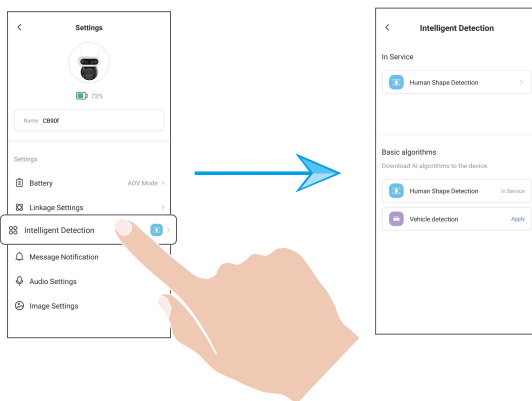 Settings
73%
Name CB90F
Settings
Battery AOV Mode
Linkage Settings
Intelligent Detection
Message Notification
Audio Settings
Image Settings
Intelligent Detection
In Service
Human Shape Detection
Basic algorithms
Download AI algorithms to the device.
Human Shape Detection In Service
Vehicle detection Apply